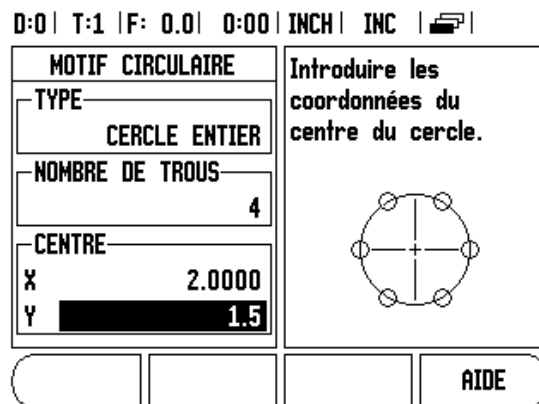 D:0| T:1 |F: 0.0| 0:00| INCH| INC |
MOTIF CIRCULAIRE
TYPE
CERCLE ENTIER
NOMBRE DE TROUS
4
CENTRE
X 2.0000
Y 1.5
Introduire les
coordonnées du
centre du cercle.
AIDE